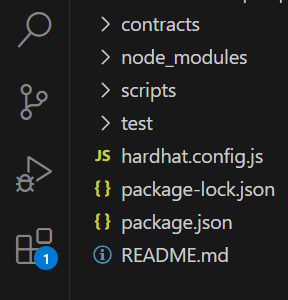 contracts
node_modules
scripts
test
JS hardhat.config.js
{} package-lock.json
{} package.json
README.md
1